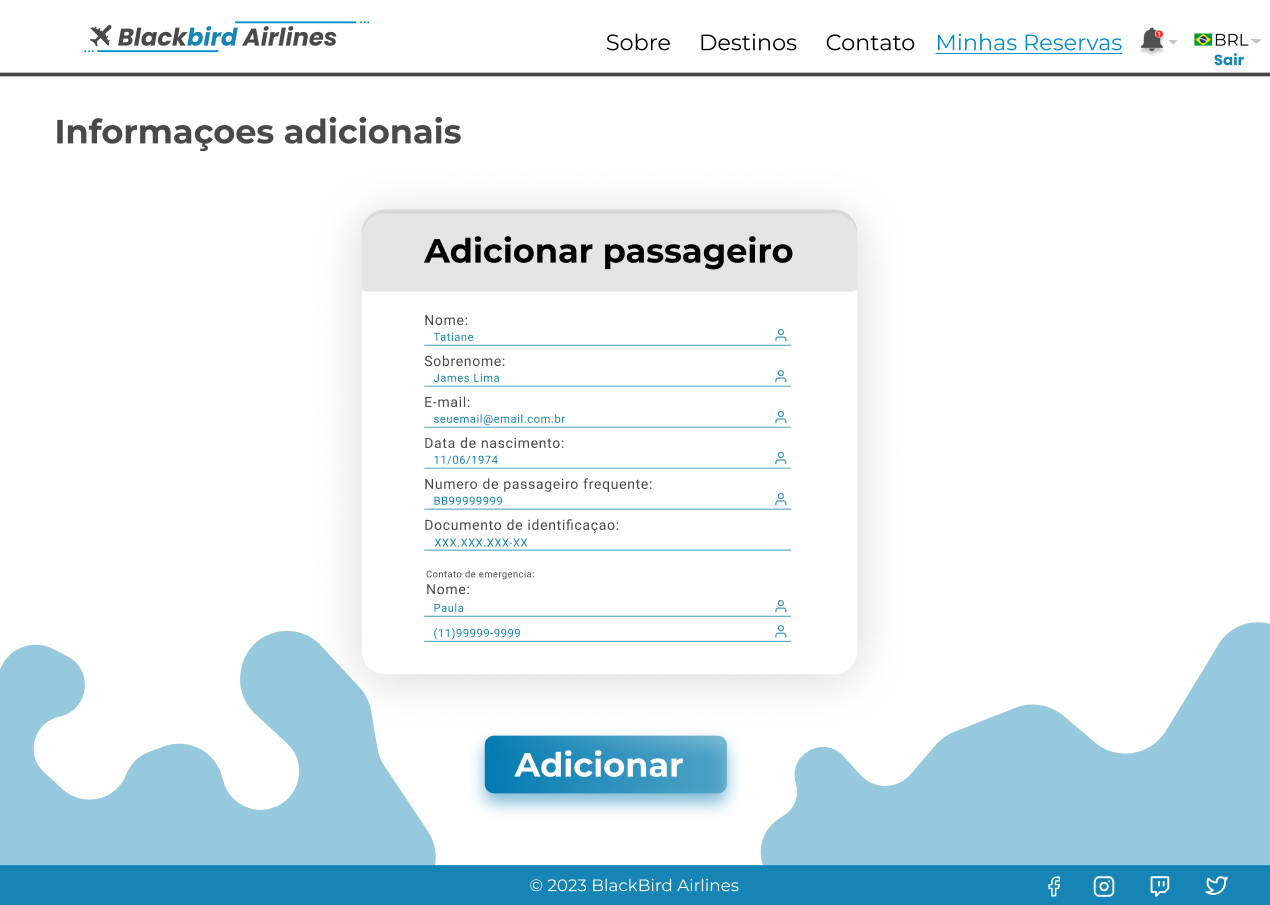 Blackbird Airlines
Sobre Destinos Contato Minhas Reservas 1 BRL
Sair
Informaçoes adicionais
Adicionar passageiro
Nome:
Tatiane
Sobrenome:
James Lima
E-mail:
seuemail@email.com.br
Data de nascimento:
11/06/1974
Numero de passageiro frequente:
BB99999999
Documento de identificaçao:
XXX.XXX.XXX-XX
Contato de emergencia:
Nome:
Paula
(11)99999-9999
Adicionar
© 2023 BlackBird Airlines